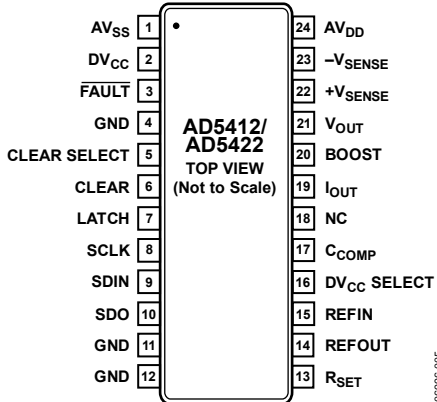 AVSS 1
DVCC 2
FAULT 3
GND 4
CLEAR SELECT 5
CLEAR 6
LATCH 7
SCLK 8
SDIN 9
SDO 10
GND 11
GND 12
AD5412/
AD5422
TOP VIEW
(Not to Scale)
24 AVDD
23 –VSENSE
22 +VSENSE
21 VOUT
20 BOOST
19 IOUT
18 NC
17 CCOMP
16 DVCC SELECT
15 REFIN
14 REFOUT
13 RSET